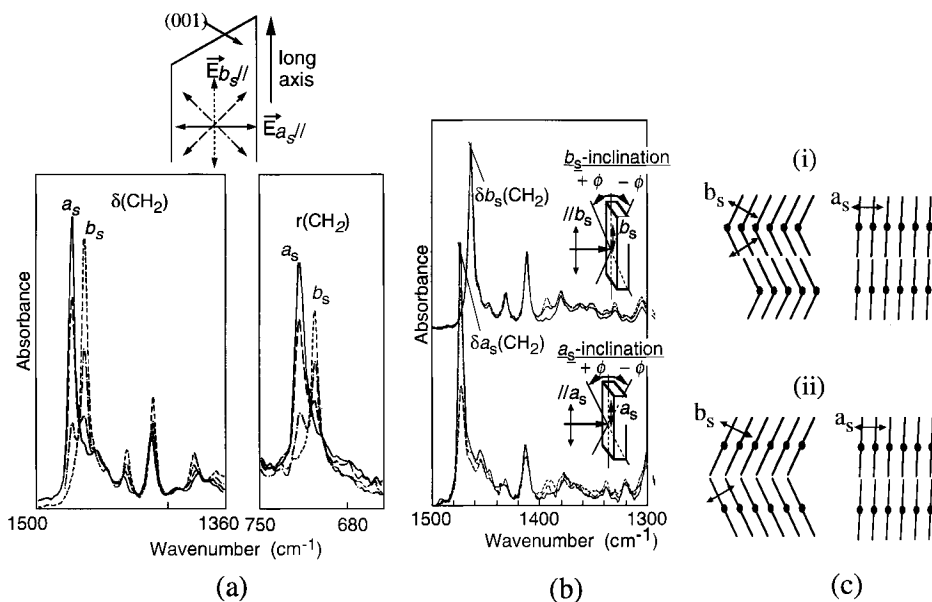 (001)
long
axis
E b_s //
E a_s //
δ(CH₂)
a_s
b_s
r(CH₂)
a_s
b_s
Absorbance
1500
1360
750
680
Wavenumber (cm⁻¹)
(a)
Absorbance
b_s-inclination
+ ϕ − ϕ
δb_s(CH₂)
//b_s
b_s
δa_s(CH₂)
a_s-inclination
+ ϕ − ϕ
//a_s
a_s
1500
1400
1300
Wavenumber (cm⁻¹)
(b)
(i)
b_s
a_s
(ii)
b_s
a_s
(c)